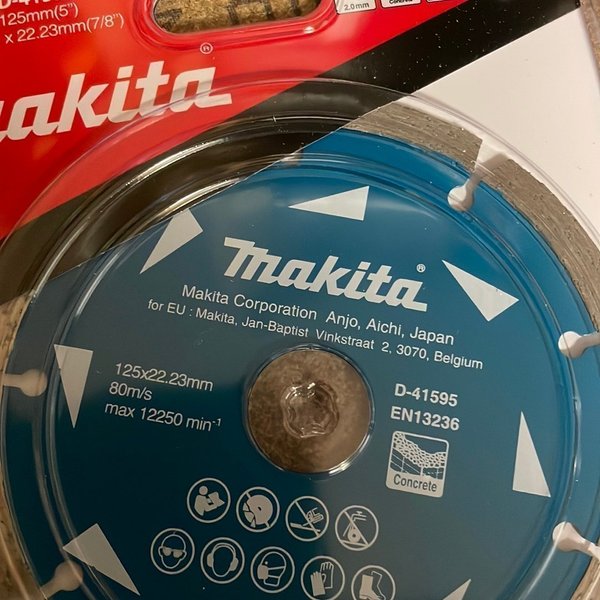 125mm(5")
x 22.23mm(7/8")
2.0mm
makita®
makita®
Makita Corporation Anjo, Aichi, Japan
for EU : Makita, Jan-Baptist Vinkstraat 2, 3070, Belgium
125x22.23mm
80m/s
max 12250 min-1
D-41595
EN13236
Concrete